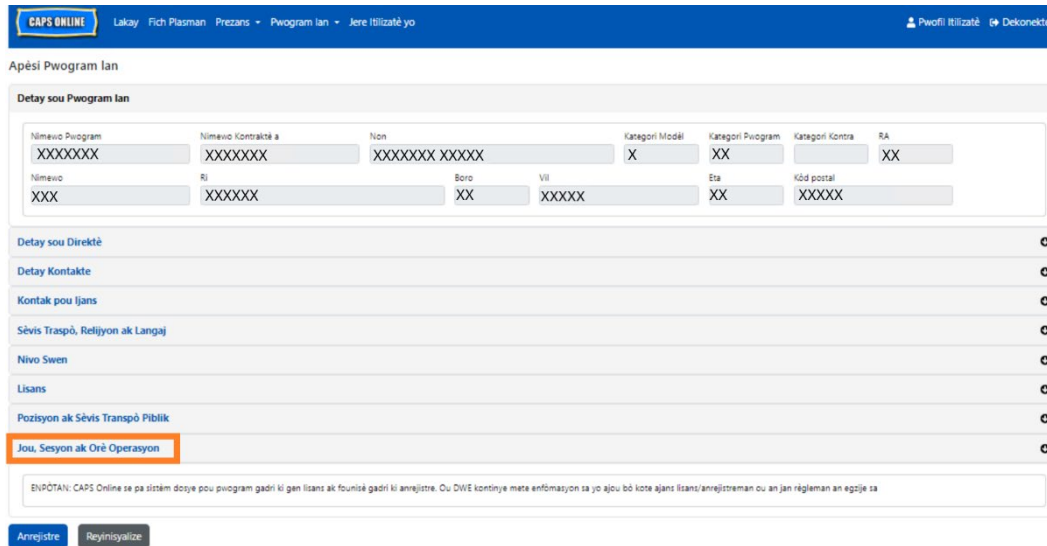 CAPS ONLINE Lakay Fich Plasman Prezans Pwogram lan Jere Itilizatè yo Pwofil Itilizatè Dekonekte
Apèsi Pwogram lan
Detay sou Pwogram lan
Nimewo Pwogram Nimewo Kontraktè a Non Kategori Modèl Kategori Pwogram Kategori Kontra RA
XXXXXXX XXXXXXX XXXXXXX XXXXX X XX XX
Nimewo Ri Boro Vil Eta Kòd postal
XXX XXXXXX XX XXXXX XX XXXXX
Detay sou Direktè
Detay Kontakte
Kontak pou Ijans
Sèvis Traspò, Relijyon ak Langaj
Nivo Swen
Lisans
Pozisyon ak Sèvis Transpò Piblik
Jou, Sesyon ak Orè Operasyon
ENPÒTAN: CAPS Online se pa sistèm dosye pou pwogram gadri ki gen lisans ak founisè gadri ki anrejistre. Ou DWE kontinye mete enfòmasyon sa yo ajou bò kote ajans lisans/anrejistreman ou an jan règleman an egzije sa
Anrejistre Reyinisyalize